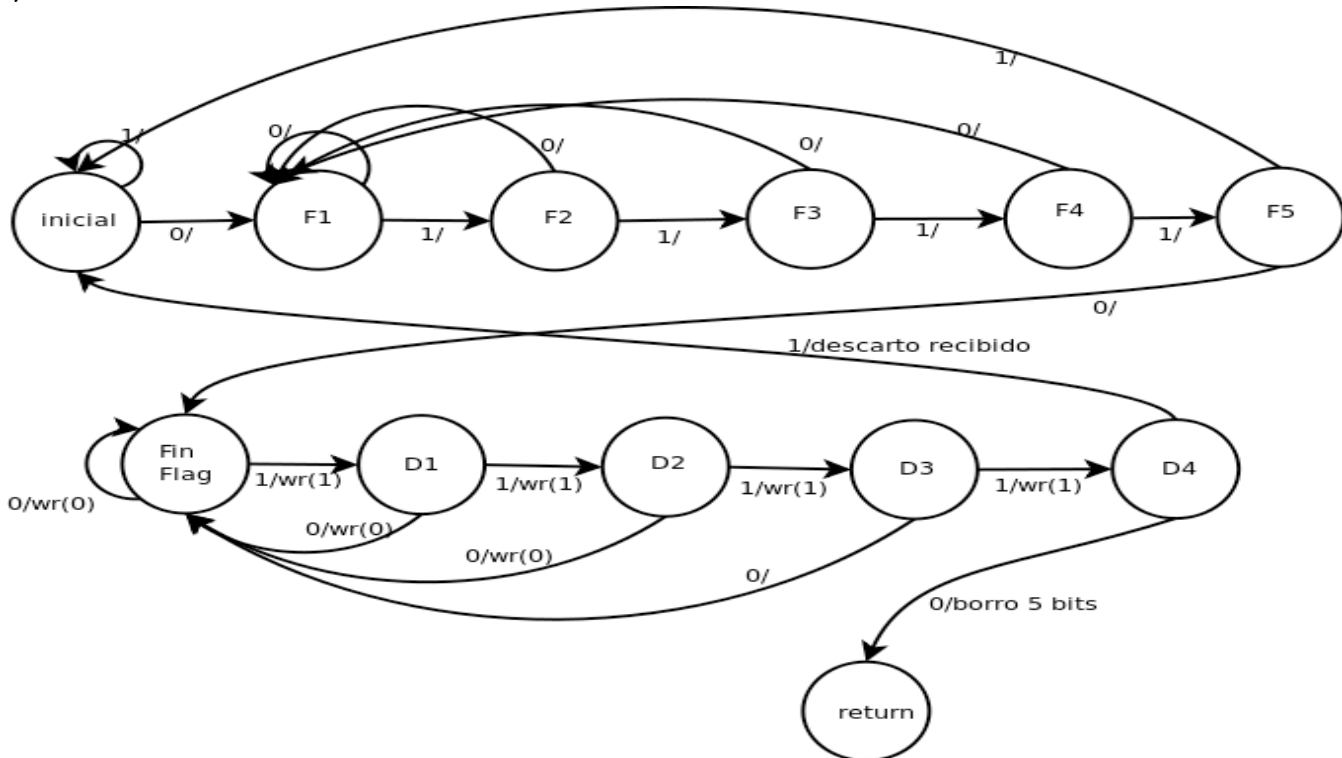 1/
1/
0/
0/
0/
0/
inicial
F1
F2
F3
F4
F5
0/
1/
1/
1/
1/
0/
1/descarto recibido
Fin
Flag
D1
D2
D3
D4
1/wr(1)
1/wr(1)
1/wr(1)
1/wr(1)
0/wr(0)
0/wr(0)
0/wr(0)
0/
0/borro 5 bits
return